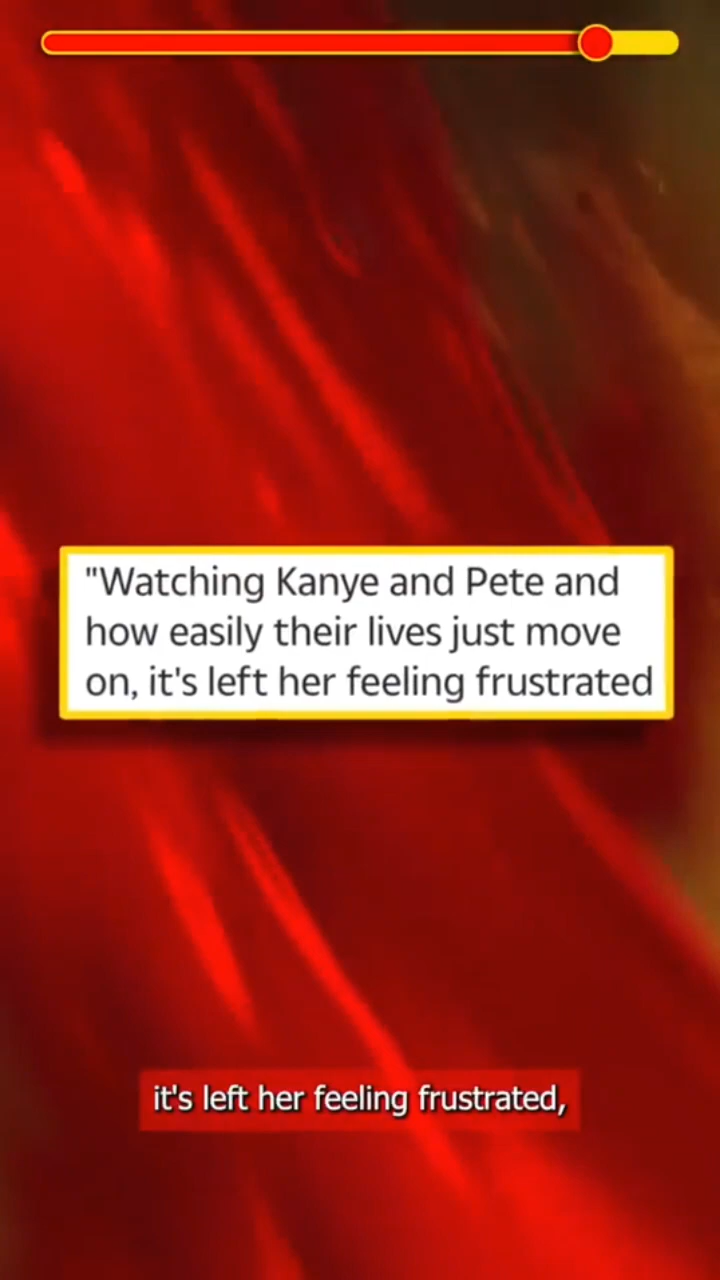 "Watching Kanye and Pete and
how easily their lives just move
on, it's left her feeling frustrated
it's left her feeling frustrated,